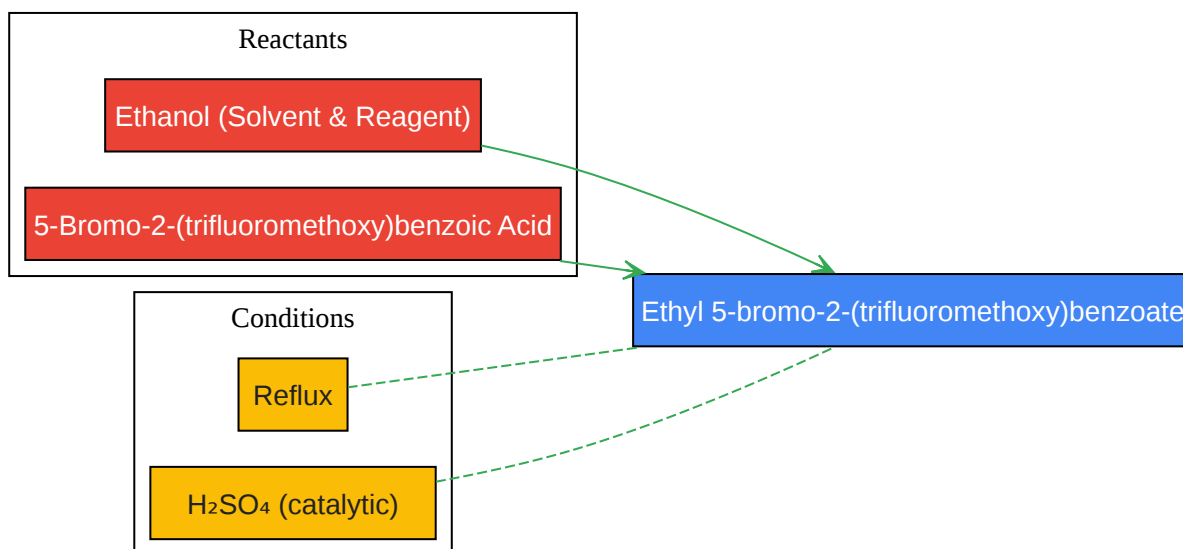 Reactants
Ethanol (Solvent & Reagent)
5-Bromo-2-(trifluoromethoxy)benzoic Acid
Ethyl 5-bromo-2-(trifluoromethoxy)benzoate
Conditions
Reflux
H₂SO₄ (catalytic)